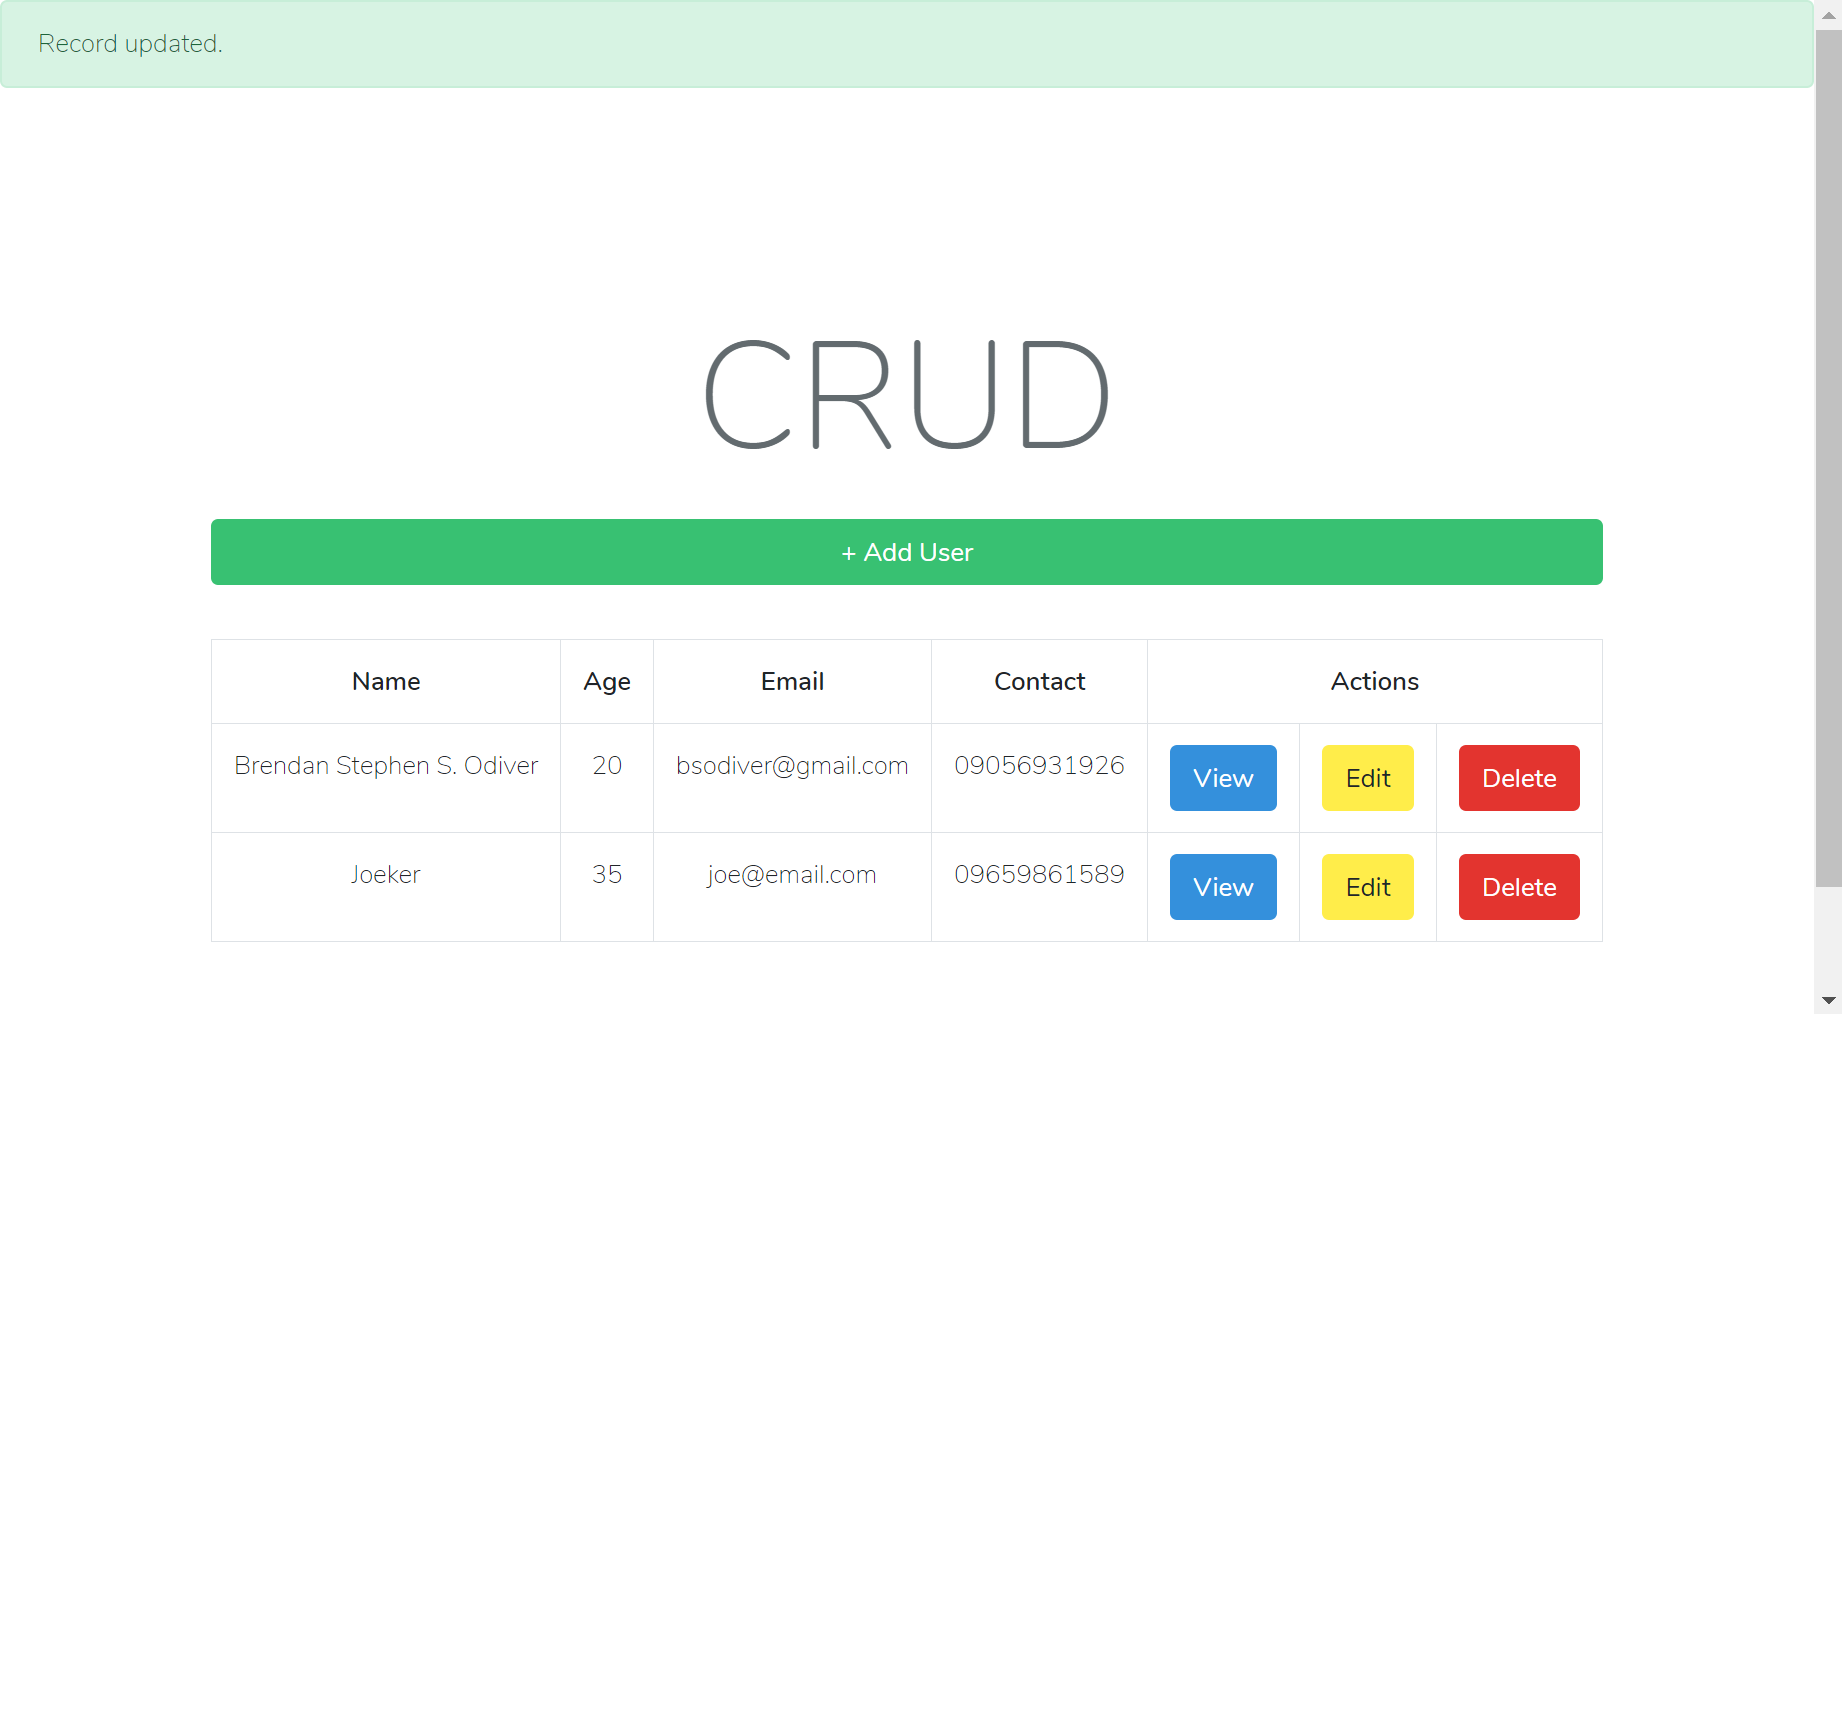 Record updated.
CRUD
+ Add User
Name Age Email Contact Actions
Brendan Stephen S. Odiver 20 bsodiver@gmail.com 09056931926 View Edit Delete
Joeker 35 joe@email.com 09659861589 View Edit Delete